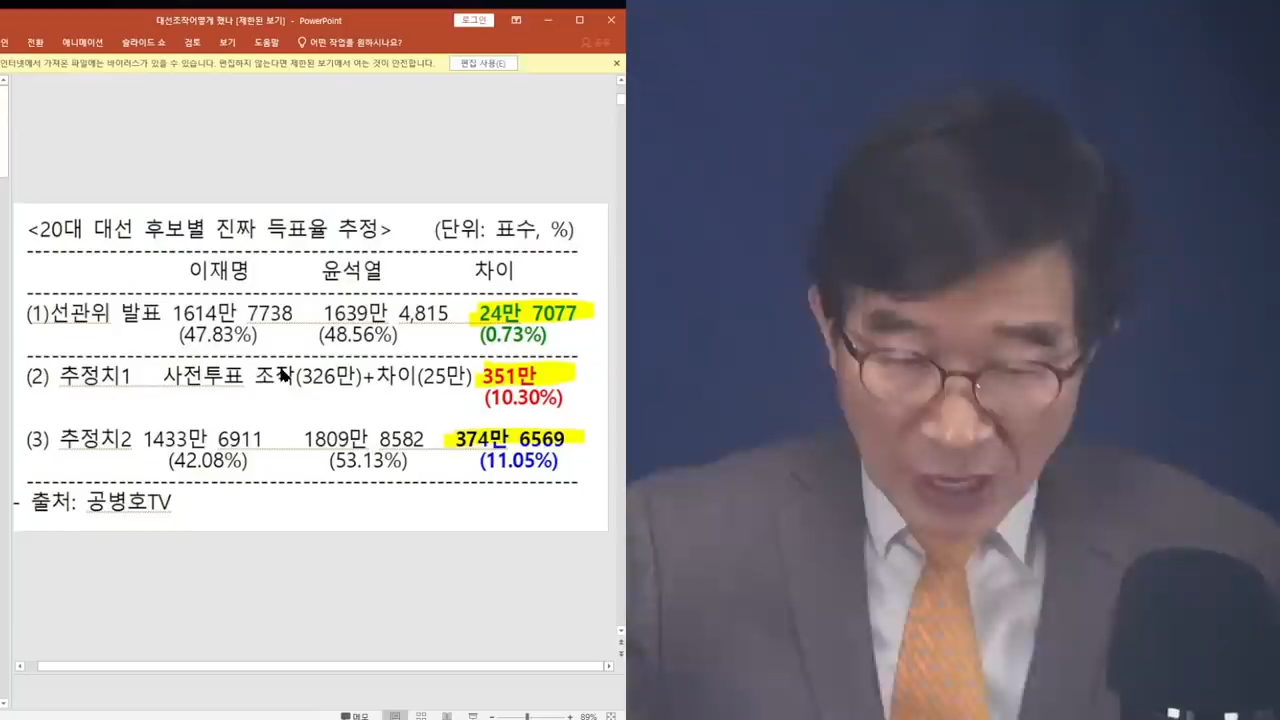 대선조작어떻게 했나 [제한된 보기] - PowerPoint
로그인
인 전환 애니메이션 슬라이드 쇼 검토 보기 도움말 어떤 작업을 원하시나요? 공유
인터넷에서 가져온 파일에는 바이러스가 있을 수 있습니다. 편집하지 않는다면 제한된 보기에서 여는 것이 안전합니다. 편집 사용(E)
<20대 대선 후보별 진짜 득표율 추정> (단위: 표수, %)
이재명 윤석열 차이
(1)선관위 발표 1614만 7738 1639만 4,815 24만 7077
(47.83%) (48.56%) (0.73%)
(2) 추정치1 사전투표 조작(326만)+차이(25만) 351만
(10.30%)
(3) 추정치2 1433만 6911 1809만 8582 374만 6569
(42.08%) (53.13%) (11.05%)
- 출처: 공병호TV
메모 89%